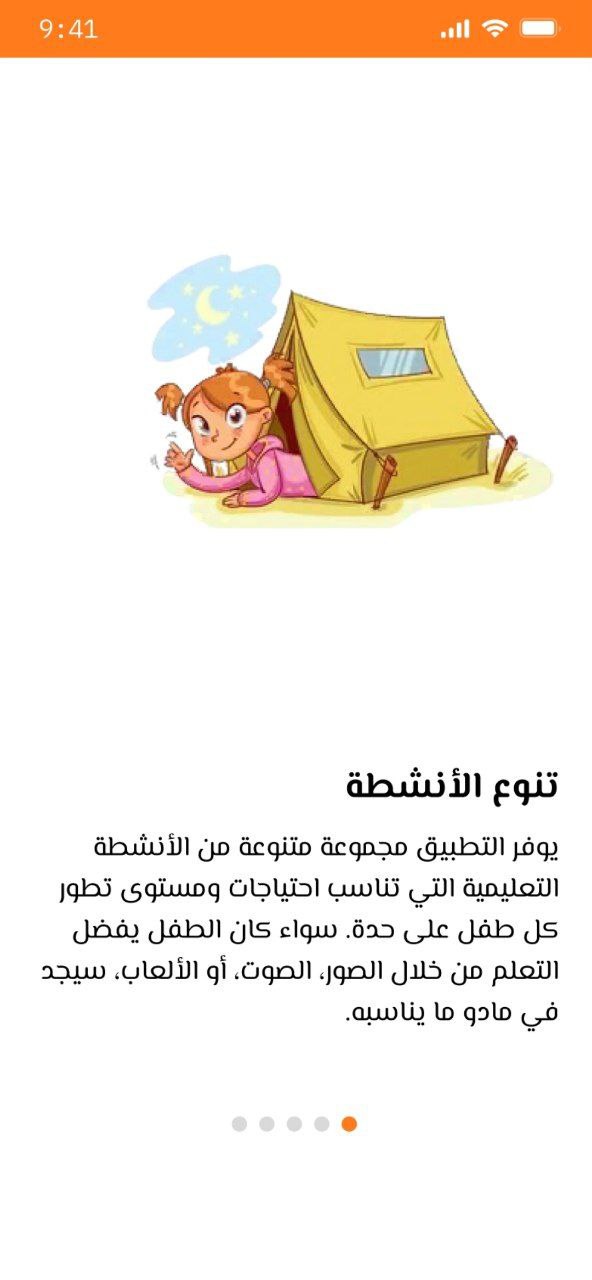 9:41
تنوع الأنشطة
يوفر التطبيق مجموعة متنوعة من الأنشطة
التعليمية التي تناسب احتياجات ومستوى تطور
كل طفل على حدة. سواء كان الطفل يفضل
التعلم من خلال الصور، الصوت، أو الألعاب، سيجد
في مادو ما يناسبه.